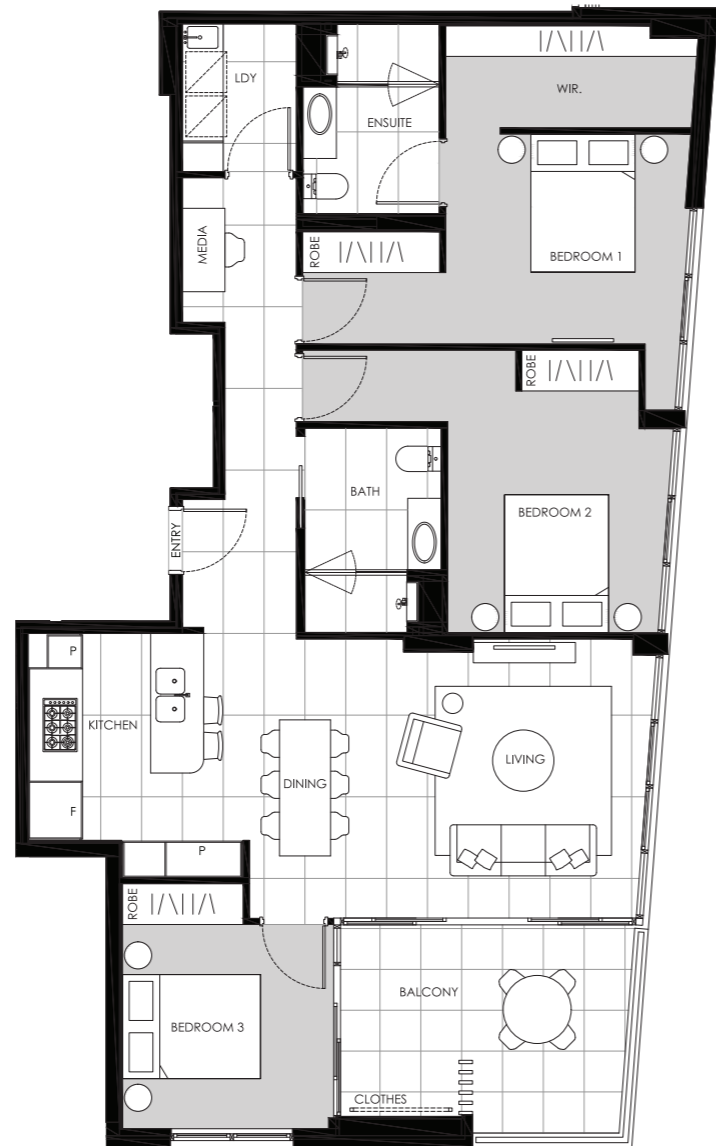 LDY
ENSUITE
WIR.
MEDIA
ROBE
BEDROOM 1
ROBE
BATH
BEDROOM 2
ENTRY
P
KITCHEN
LIVING
DINING
F
P
ROBE
BALCONY
BEDROOM 3
CLOTHES